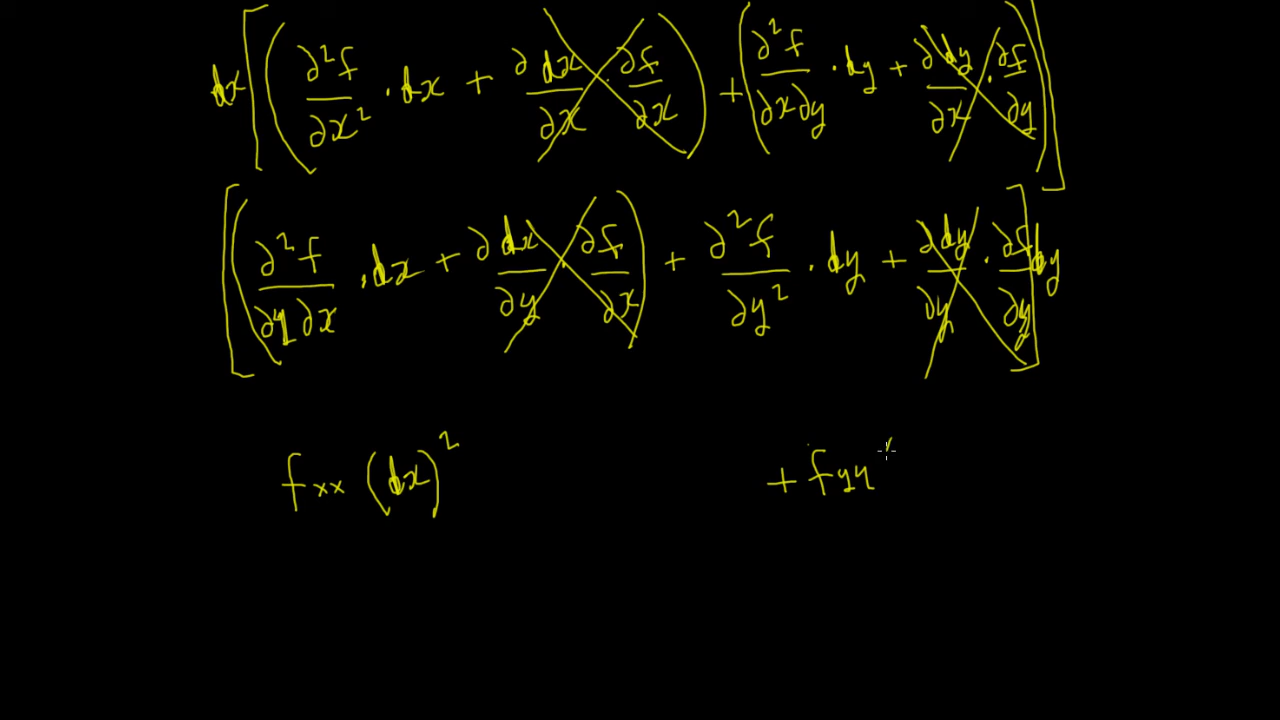 dx[(∂²f/∂x² · dx + ∂dx/∂x · ∂f/∂x) + (∂²f/∂x∂y · dy + ∂dy/∂x · ∂f/∂y)]
[(∂²f/∂y∂x · dx + ∂dx/∂y · ∂f/∂x) + ∂²f/∂y² · dy + ∂dy/∂y · ∂f/∂y]dy
fxx (dx)² + fyy